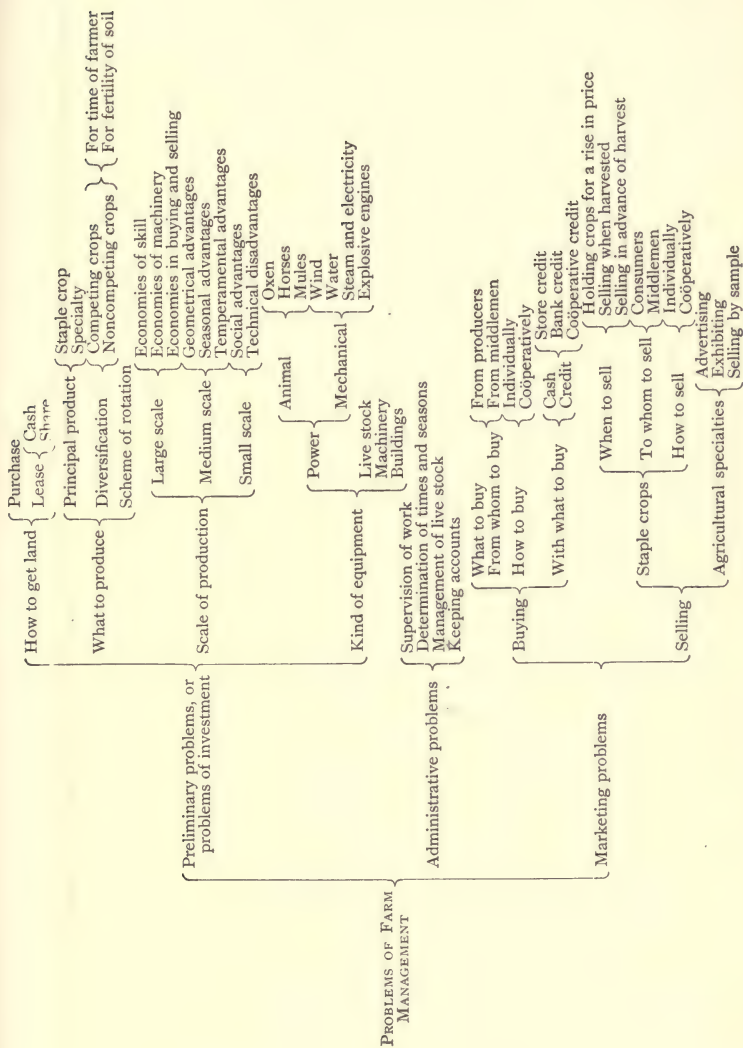 PROBLEMS OF FARM
MANAGEMENT
Preliminary problems, or
problems of investment
How to get land
Purchase
Lease
Cash
Share
What to produce
Principal product
Staple crop
Specialty
Diversification
Competing crops
Noncompeting crops
For time of farmer
For fertility of soil
Scheme of rotation
Scale of production
Large scale
Economies of skill
Economies of machinery
Economies in buying and selling
Geometrical advantages
Medium scale
Seasonal advantages
Temperamental advantages
Small scale
Social advantages
Technical disadvantages
Kind of equipment
Power
Animal
Oxen
Horses
Mules
Mechanical
Wind
Water
Steam and electricity
Explosive engines
Live stock
Machinery
Buildings
Administrative problems
Supervision of work
Determination of times and seasons
Management of live stock
Keeping accounts
Marketing problems
Buying
What to buy
From whom to buy
From producers
From middlemen
How to buy
Individually
Coöperatively
With what to buy
Cash
Credit
Store credit
Bank credit
Coöperative credit
Selling
Staple crops
When to sell
Holding crops for a rise in price
Selling when harvested
Selling in advance of harvest
To whom to sell
Consumers
Middlemen
How to sell
Individually
Coöperatively
Agricultural specialties
Advertising
Exhibiting
Selling by sample